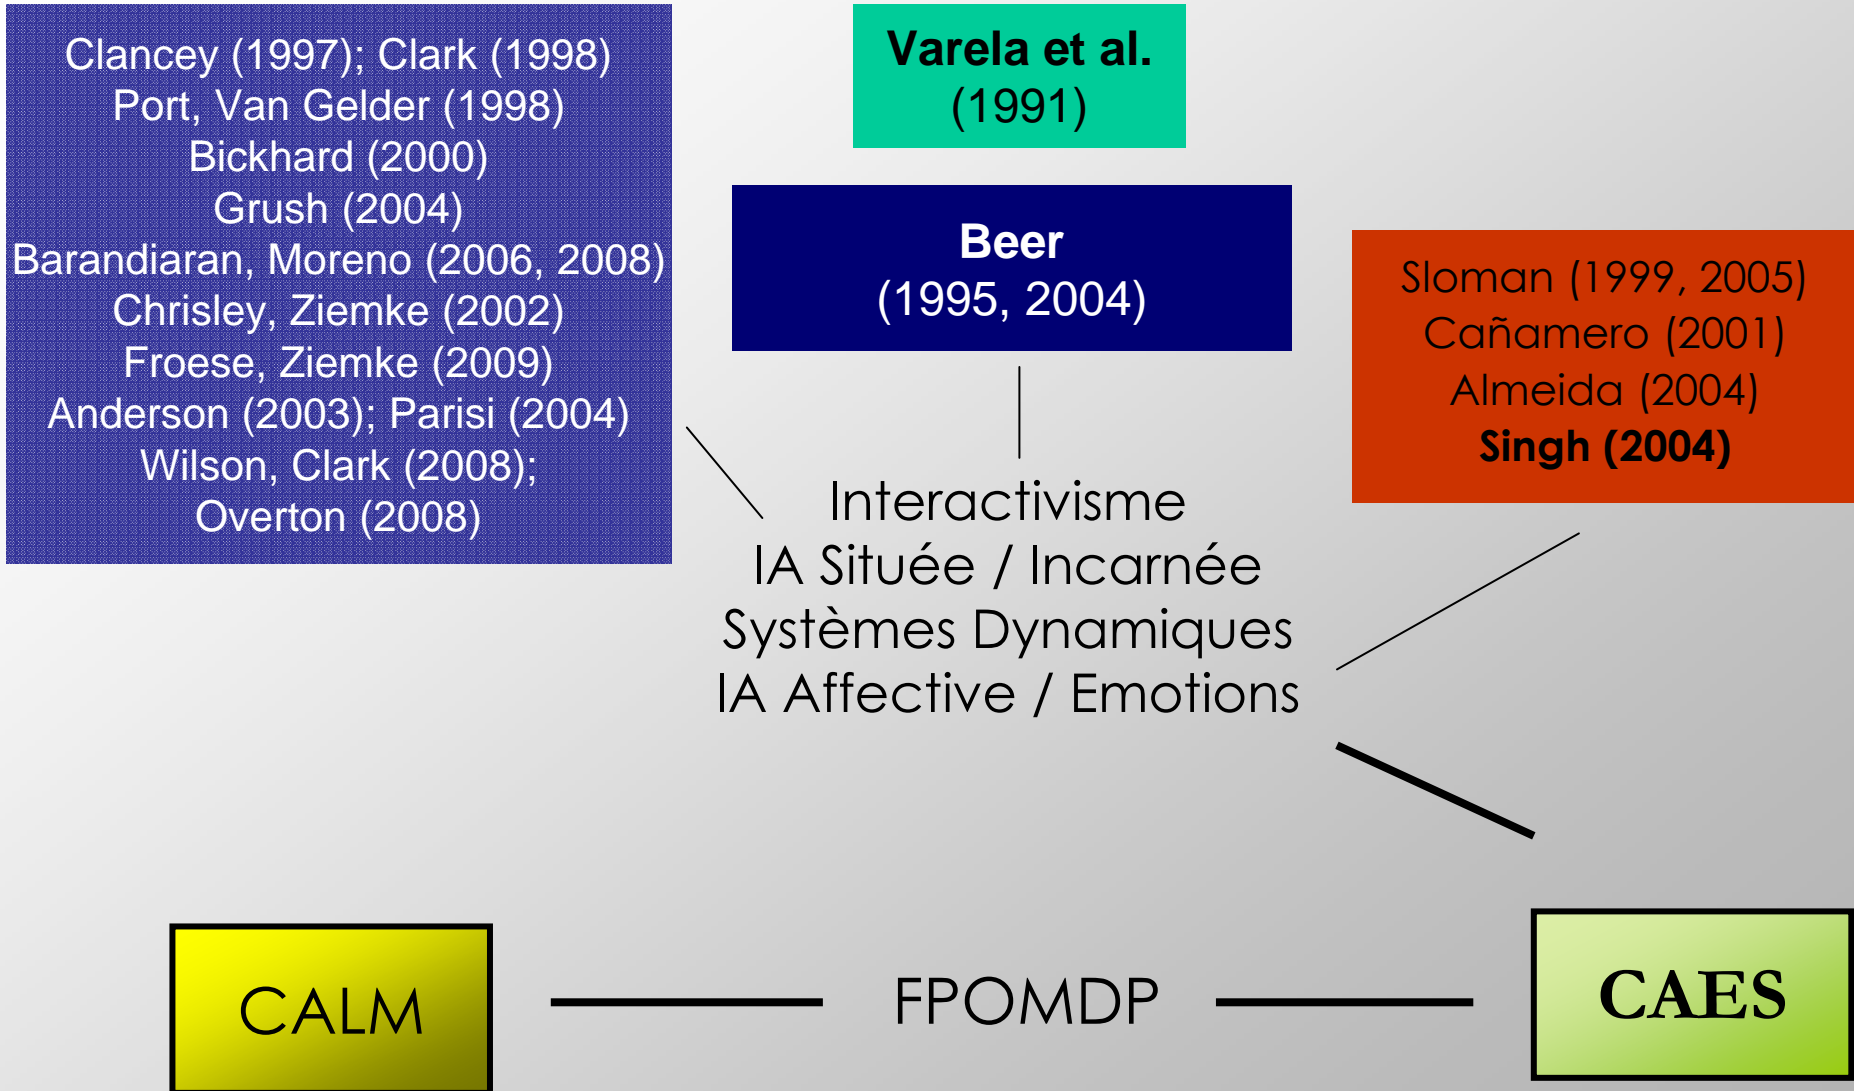 Clancey (1997); Clark (1998)
Port, Van Gelder (1998)
Bickhard (2000)
Grush (2004)
Barandiaran, Moreno (2006, 2008)
Chrisley, Ziemke (2002)
Froese, Ziemke (2009)
Anderson (2003); Parisi (2004)
Wilson, Clark (2008);
Overton (2008)
Varela et al.
(1991)
Beer
(1995, 2004)
Sloman (1999, 2005)
Cañamero (2001)
Almeida (2004)
Singh (2004)
Interactivisme
IA Située / Incarnée
Systèmes Dynamiques
IA Affective / Emotions
CALM
FPOMDP
CAES